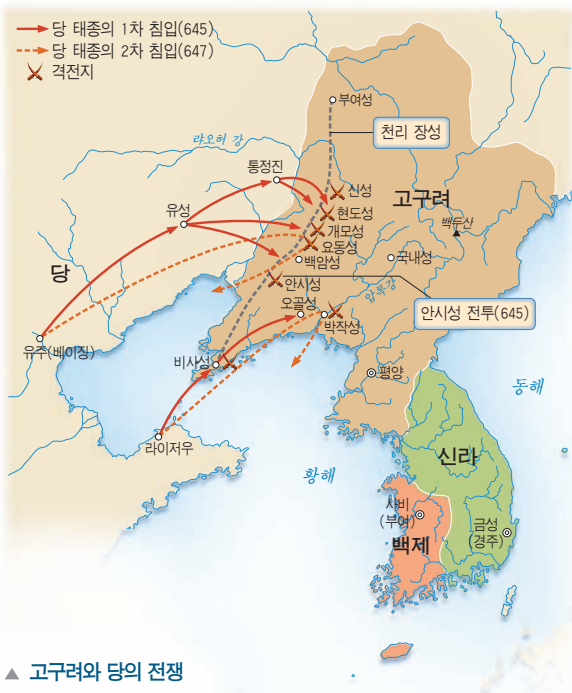 당 태종의 1차 침입(645)
당 태종의 2차 침입(647)
격전지
부여성
천리 장성
랴오허 강
통정진
신성
고구려
현도성
유성
개모성
백두산
요동성
당
백암성
국내성
안시성
압록강
오골성
안시성 전투(645)
박작성
유주(베이징)
비사성
평양
동해
라이저우
신라
황해
사비
(부여)
금성
(경주)
백제
▲ 고구려와 당의 전쟁